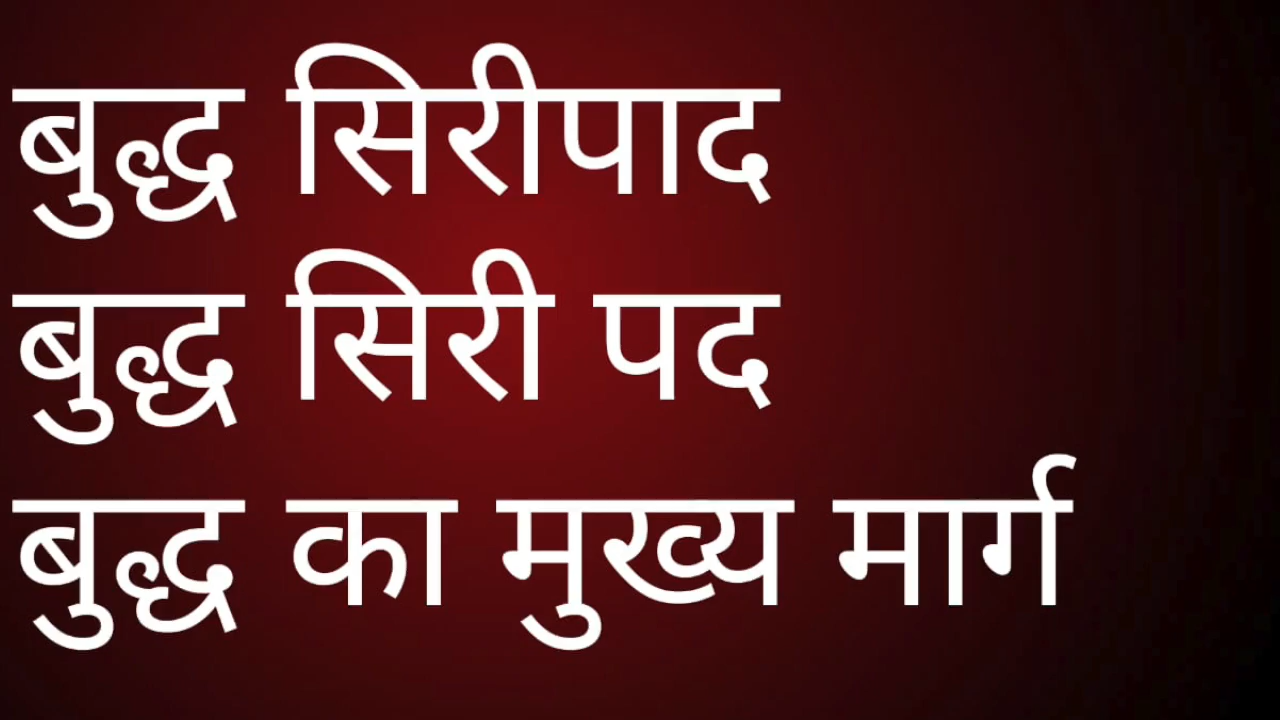 बुद्ध सिरीपाद
बुद्ध सिरी पद
बुद्ध का मुख्य मार्ग